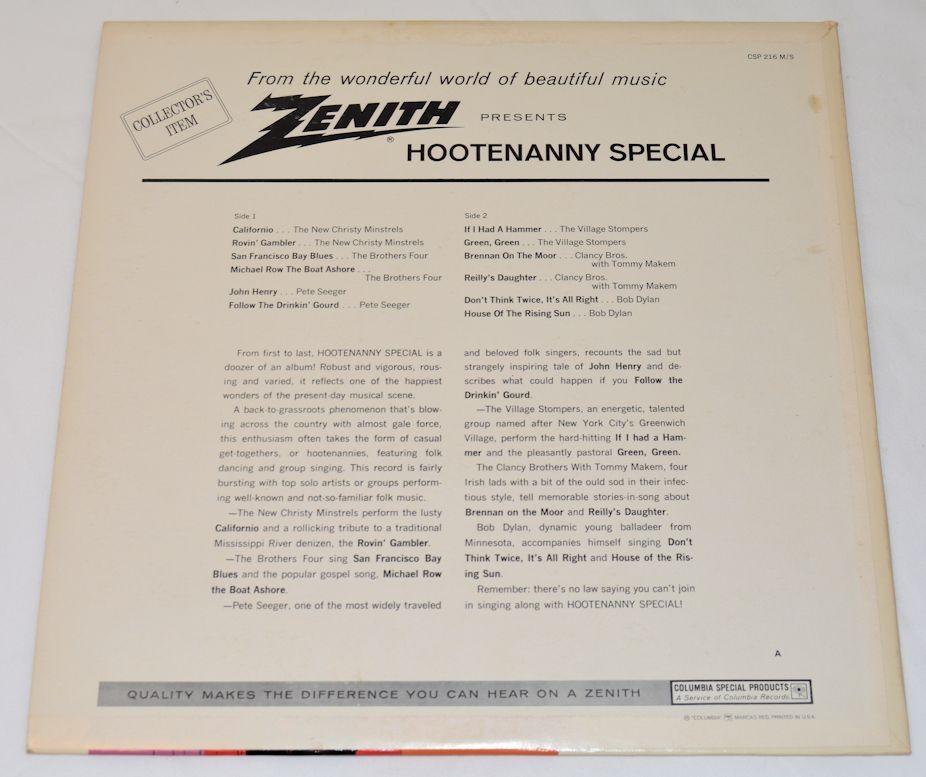 CSP 216 M/S
From the wonderful world of beautiful music
COLLECTOR'S
ITEM
ZENITH ® PRESENTS
HOOTENANNY SPECIAL
Side 1
Californio . . . The New Christy Minstrels
Rovin' Gambler . . . The New Christy Minstrels
San Francisco Bay Blues . . . The Brothers Four
Michael Row The Boat Ashore . . .
The Brothers Four
John Henry . . . Pete Seeger
Follow The Drinkin' Gourd . . . Pete Seeger
Side 2
If I Had A Hammer . . . The Village Stompers
Green, Green . . . The Village Stompers
Brennan On The Moor . . . Clancy Bros.
with Tommy Makem
Reilly's Daughter . . . Clancy Bros.
with Tommy Makem
Don't Think Twice, It's All Right . . . Bob Dylan
House Of The Rising Sun . . . Bob Dylan
From first to last, HOOTENANNY SPECIAL is a
doozer of an album! Robust and vigorous, rous-
ing and varied, it reflects one of the happiest
wonders of the present-day musical scene.
A back-to-grassroots phenomenon that's blow-
ing across the country with almost gale force,
this enthusiasm often takes the form of casual
get-togethers, or hootenannies, featuring folk
dancing and group singing. This record is fairly
bursting with top solo artists or groups perform-
ing well-known and not-so-familiar folk music.
—The New Christy Minstrels perform the lusty
Californio and a rollicking tribute to a traditional
Mississippi River denizen, the Rovin' Gambler.
—The Brothers Four sing San Francisco Bay
Blues and the popular gospel song, Michael Row
the Boat Ashore.
—Pete Seeger, one of the most widely traveled
and beloved folk singers, recounts the sad but
strangely inspiring tale of John Henry and de-
scribes what could happen if you Follow the
Drinkin' Gourd.
—The Village Stompers, an energetic, talented
group named after New York City's Greenwich
Village, perform the hard-hitting If I had a Ham-
mer and the pleasantly pastoral Green, Green.
The Clancy Brothers With Tommy Makem, four
Irish lads with a bit of the ould sod in their infec-
tious style, tell memorable stories-in-song about
Brennan on the Moor and Reilly's Daughter.
Bob Dylan, dynamic young balladeer from
Minnesota, accompanies himself singing Don't
Think Twice, It's All Right and House of the Ris-
ing Sun.
Remember: there's no law saying you can't join
in singing along with HOOTENANNY SPECIAL!
A
QUALITY MAKES THE DIFFERENCE YOU CAN HEAR ON A ZENITH
COLUMBIA SPECIAL PRODUCTS
A Service of Columbia Records
® "COLUMBIA" MARCAS REG. PRINTED IN U.S.A.